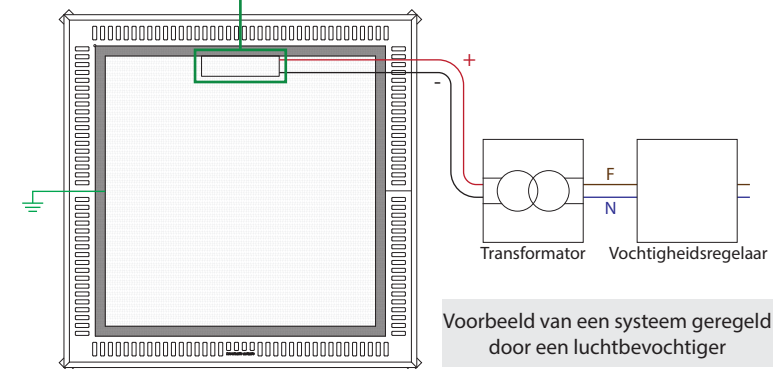 +
-
F
N
Transformator
Vochtigheidsregelaar
Voorbeeld van een systeem geregeld
door een luchtbevochtiger